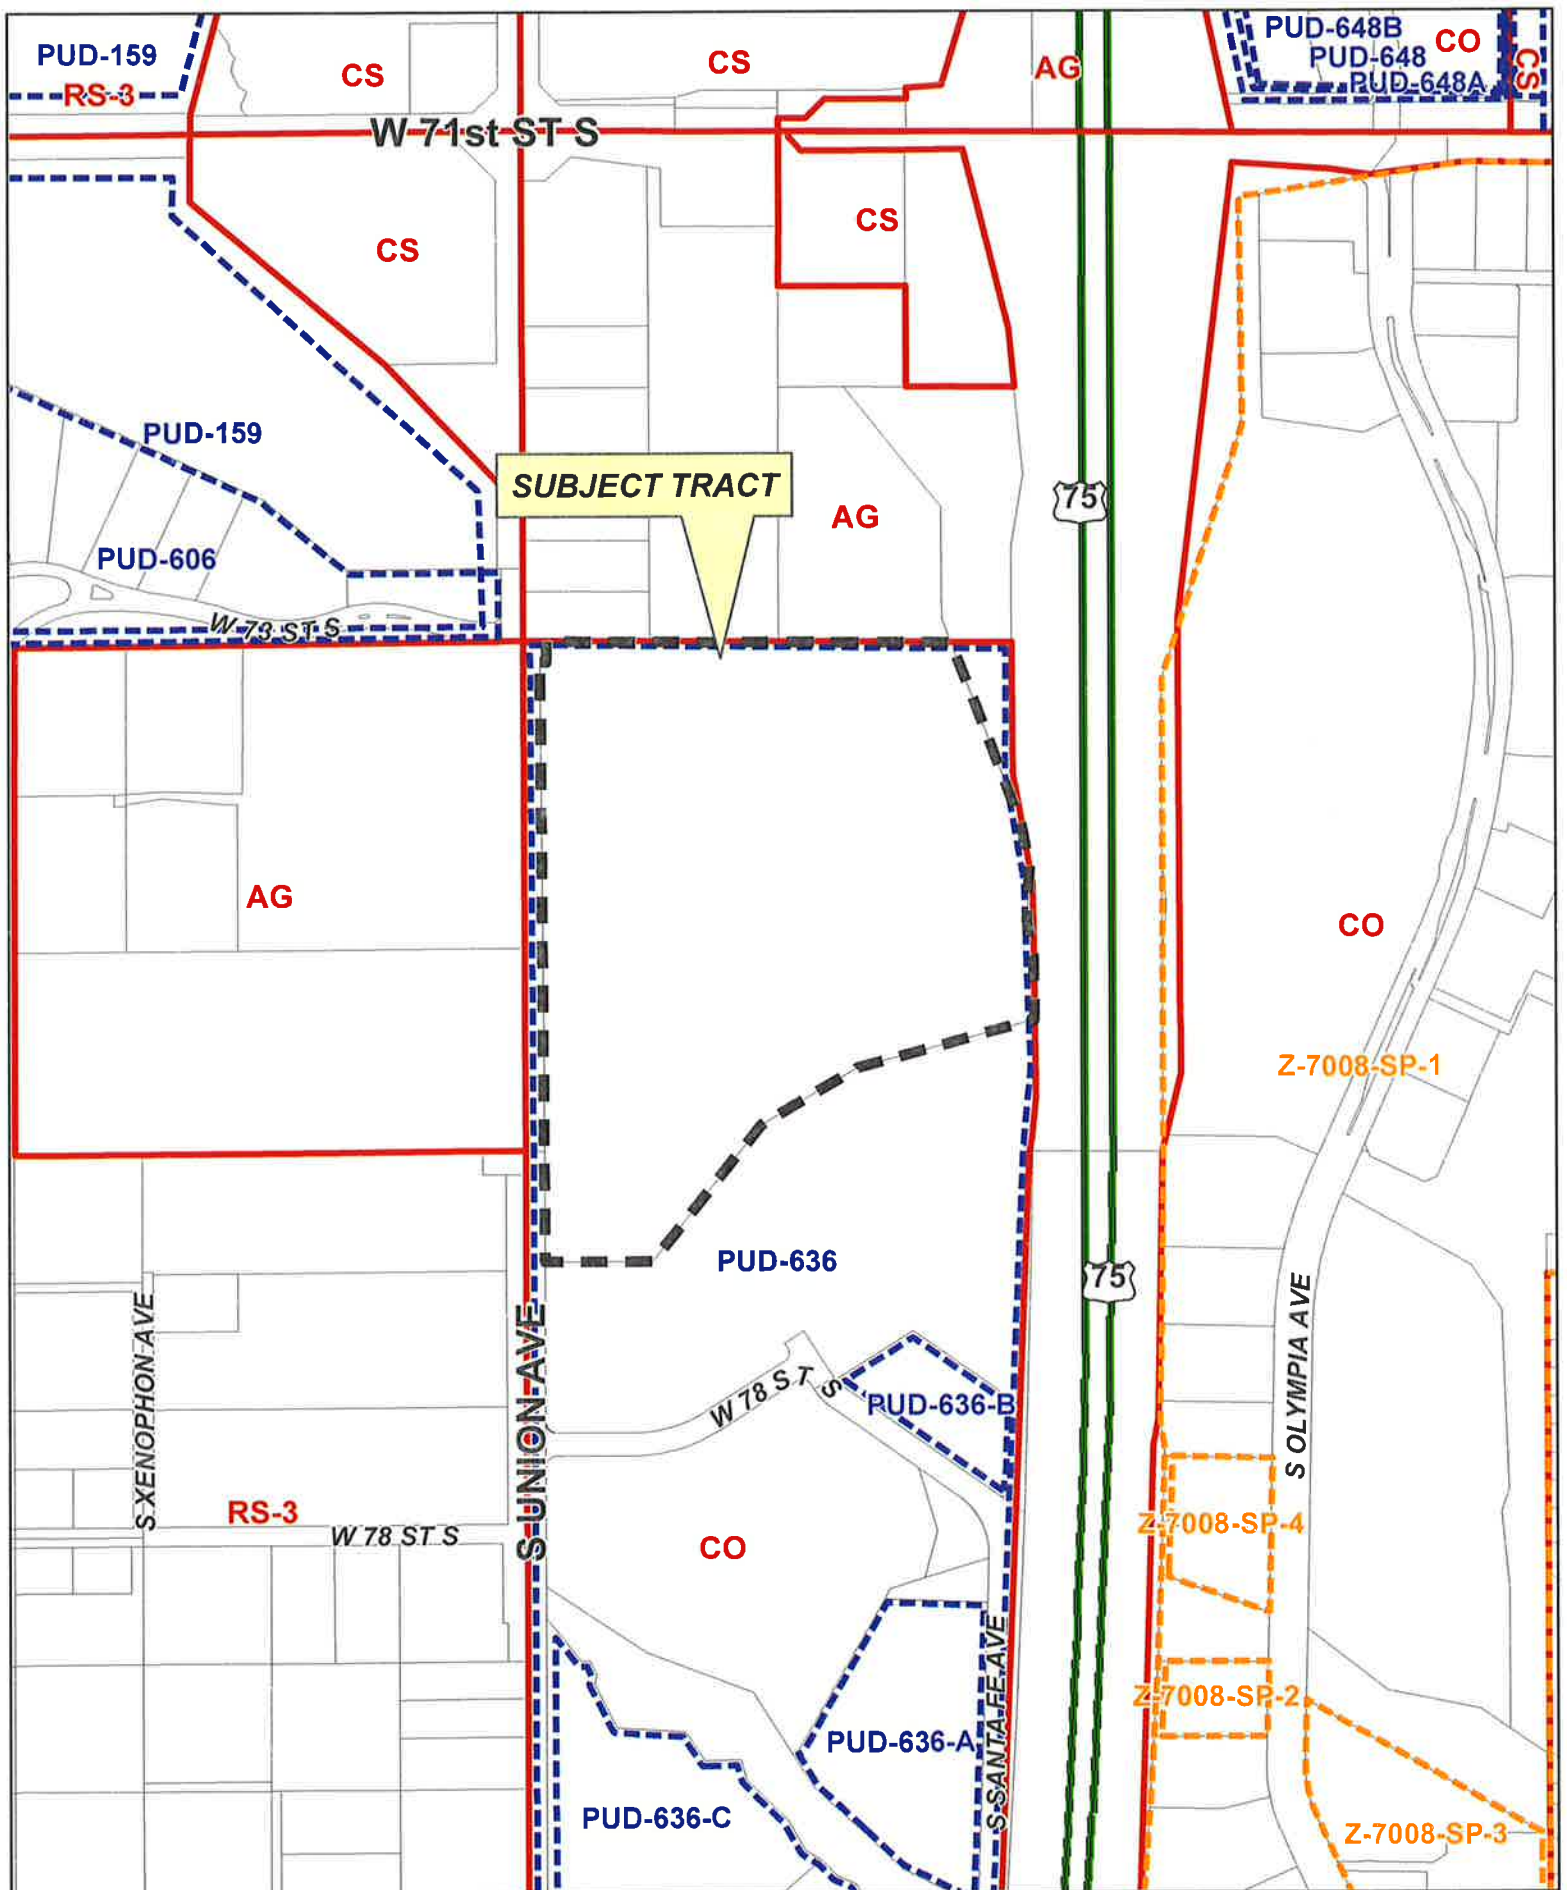 PUD-159
RS-3
CS
CS
AG
PUD-648B
PUD-648
PUD-648A
CO
CS
W 71st ST S
CS
CS
PUD-159
SUBJECT TRACT
AG
75
PUD-606
W 73 ST S
AG
CO
Z-7008-SP-1
PUD-636
75
S XENOPHON AVE
S UNION AVE
W 78 ST S
PUD-636-B
S OLYMPIA AVE
RS-3
W 78 ST S
CO
Z-7008-SP-4
S SANTA FE AVE
Z-7008-SP-2
PUD-636-A
PUD-636-C
Z-7008-SP-3